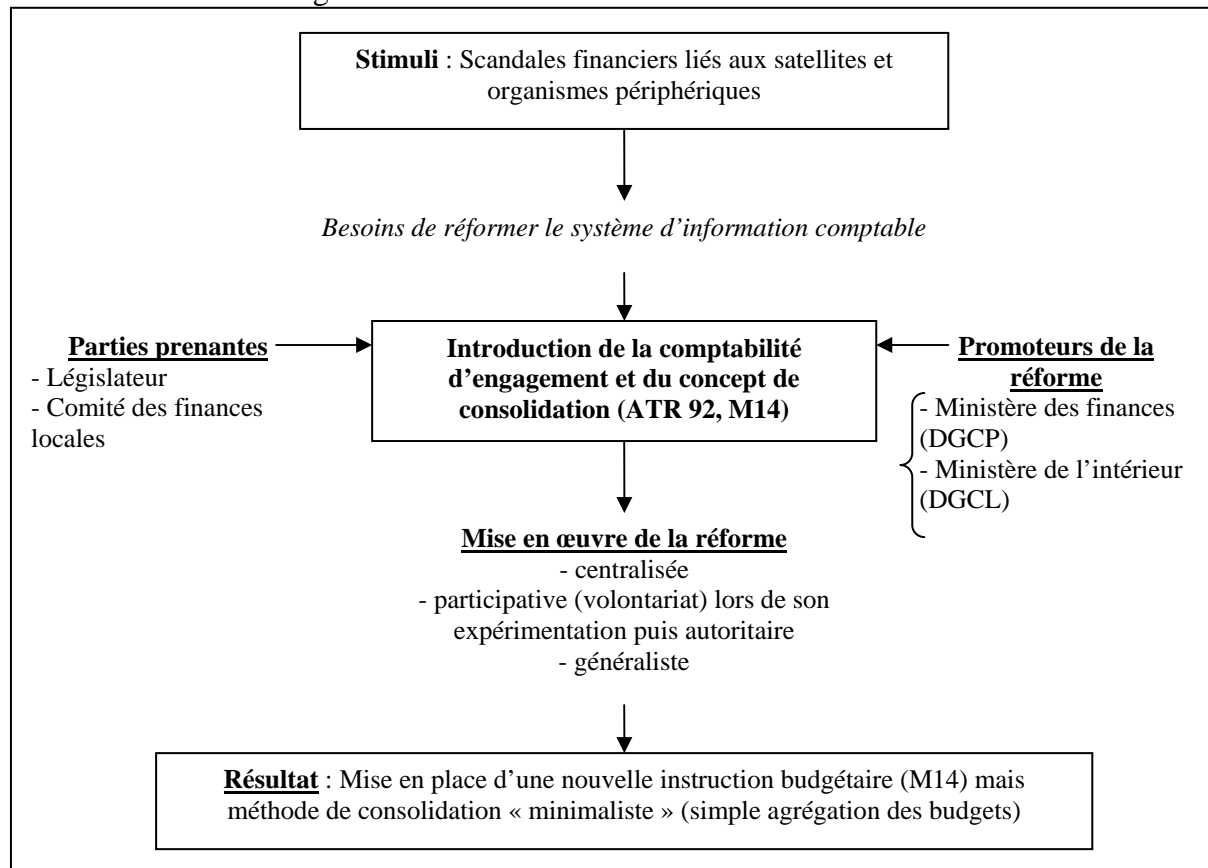 Stimuli : Scandales financiers liés aux satellites et
organismes périphériques
Besoins de réformer le système d'information comptable
Parties prenantes
- Législateur
- Comité des finances
locales
Introduction de la comptabilité
d'engagement et du concept de
consolidation (ATR 92, M14)
Promoteurs de la
réforme
- Ministère des finances
(DGCP)
- Ministère de l'intérieur
(DGCL)
Mise en œuvre de la réforme
- centralisée
- participative (volontariat) lors de son
expérimentation puis autoritaire
- généraliste
Résultat : Mise en place d'une nouvelle instruction budgétaire (M14) mais
méthode de consolidation « minimaliste » (simple agrégation des budgets)